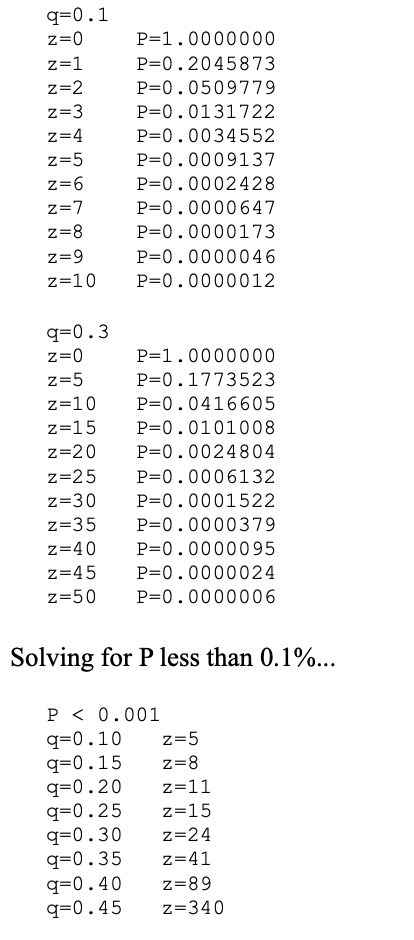 q=0.1
z=0 P=1.0000000
z=1 P=0.2045873
z=2 P=0.0509779
z=3 P=0.0131722
z=4 P=0.0034552
z=5 P=0.0009137
z=6 P=0.0002428
z=7 P=0.0000647
z=8 P=0.0000173
z=9 P=0.0000046
z=10 P=0.0000012
q=0.3
z=0 P=1.0000000
z=5 P=0.1773523
z=10 P=0.0416605
z=15 P=0.0101008
z=20 P=0.0024804
z=25 P=0.0006132
z=30 P=0.0001522
z=35 P=0.0000379
z=40 P=0.0000095
z=45 P=0.0000024
z=50 P=0.0000006
Solving for P less than 0.1%...
P < 0.001
q=0.10 z=5
q=0.15 z=8
q=0.20 z=11
q=0.25 z=15
q=0.30 z=24
q=0.35 z=41
q=0.40 z=89
q=0.45 z=340